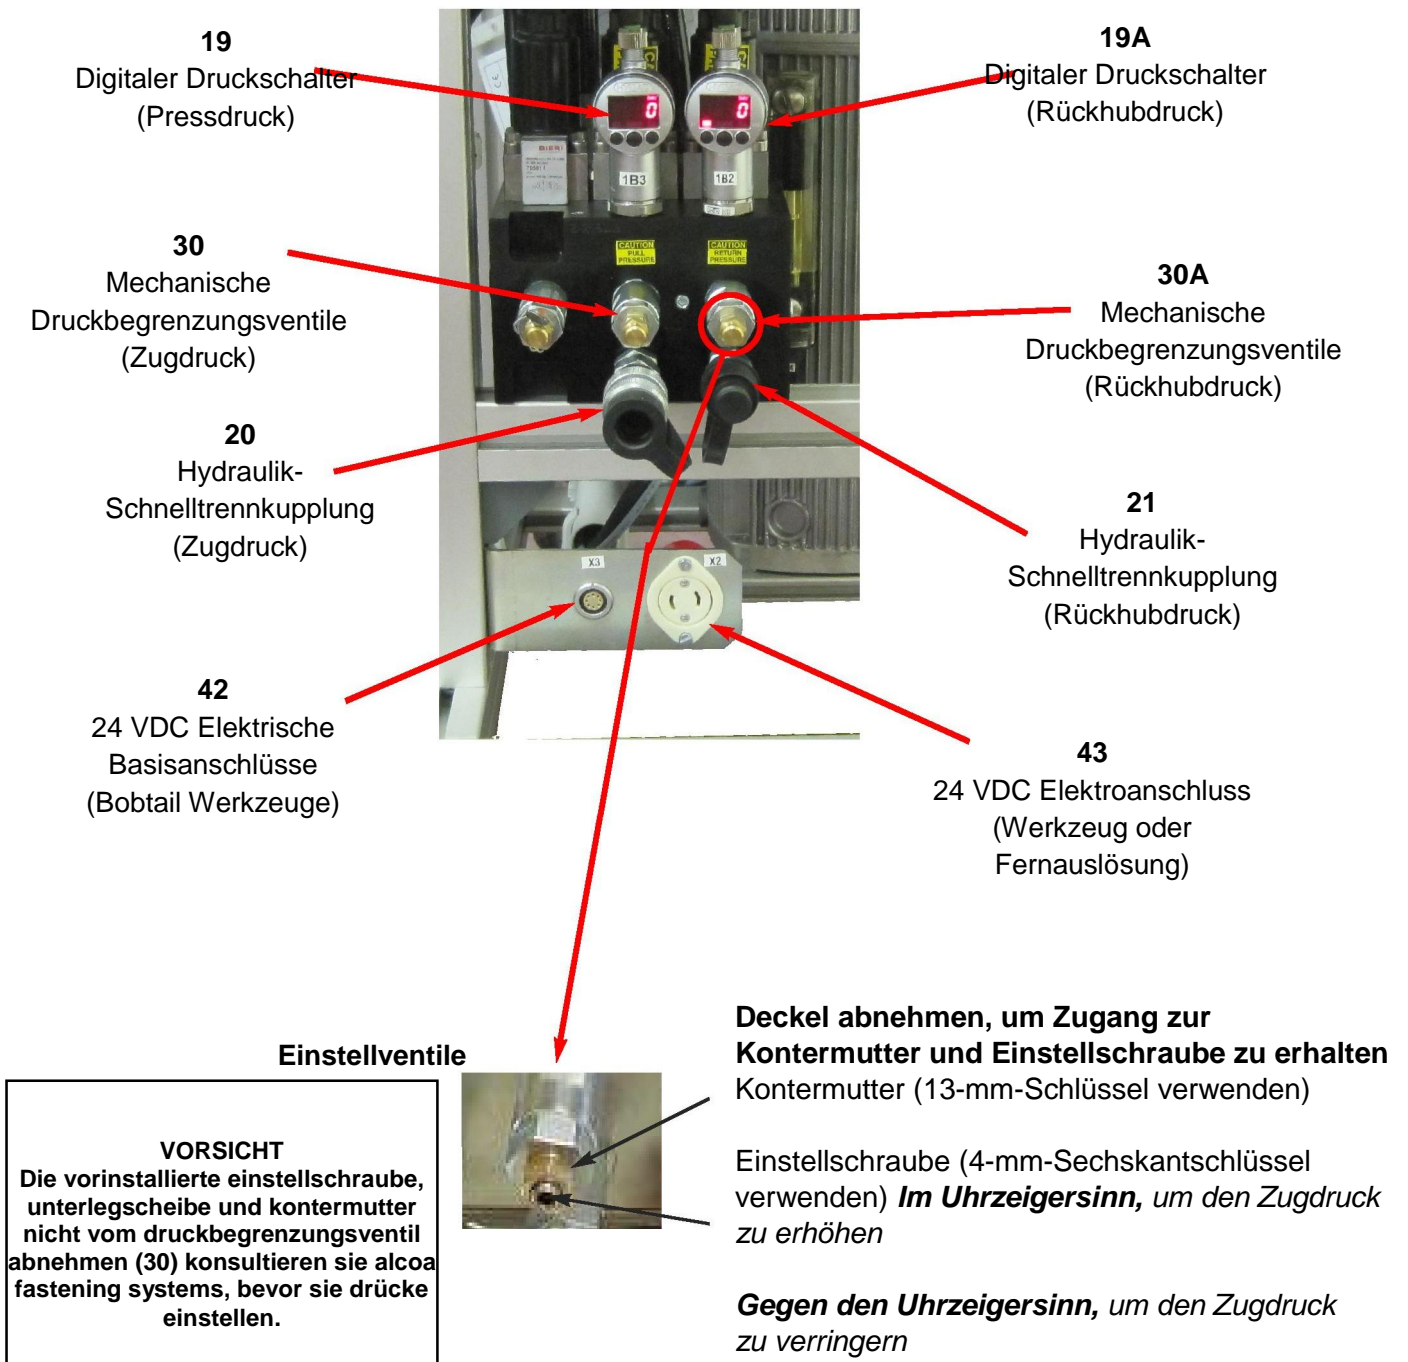 19
Digitaler Druckschalter
(Pressdruck)
19A
Digitaler Druckschalter
(Rückhubdruck)
0
0
BIERI
1B3
1B2
CAUTION
PULL
PRESSURE
CAUTION
RETURN
PRESSURE
30
Mechanische
Druckbegrenzungsventile
(Zugdruck)
30A
Mechanische
Druckbegrenzungsventile
(Rückhubdruck)
20
Hydraulik-
Schnelltrennkupplung
(Zugdruck)
21
Hydraulik-
Schnelltrennkupplung
(Rückhubdruck)
X3
X2
42
24 VDC Elektrische
Basisanschlüsse
(Bobtail Werkzeuge)
43
24 VDC Elektroanschluss
(Werkzeug oder
Fernauslösung)
Einstellventile
VORSICHT
Die vorinstallierte einstellschraube,
unterlegscheibe und kontermutter
nicht vom druckbegrenzungsventil
abnehmen (30) konsultieren sie alcoa
fastening systems, bevor sie drücke
einstellen.
Deckel abnehmen, um Zugang zur
Kontermutter und Einstellschraube zu erhalten
Kontermutter (13-mm-Schlüssel verwenden)
Einstellschraube (4-mm-Sechskantschlüssel
verwenden) Im Uhrzeigersinn, um den Zugdruck
zu erhöhen
Gegen den Uhrzeigersinn, um den Zugdruck
zu verringern